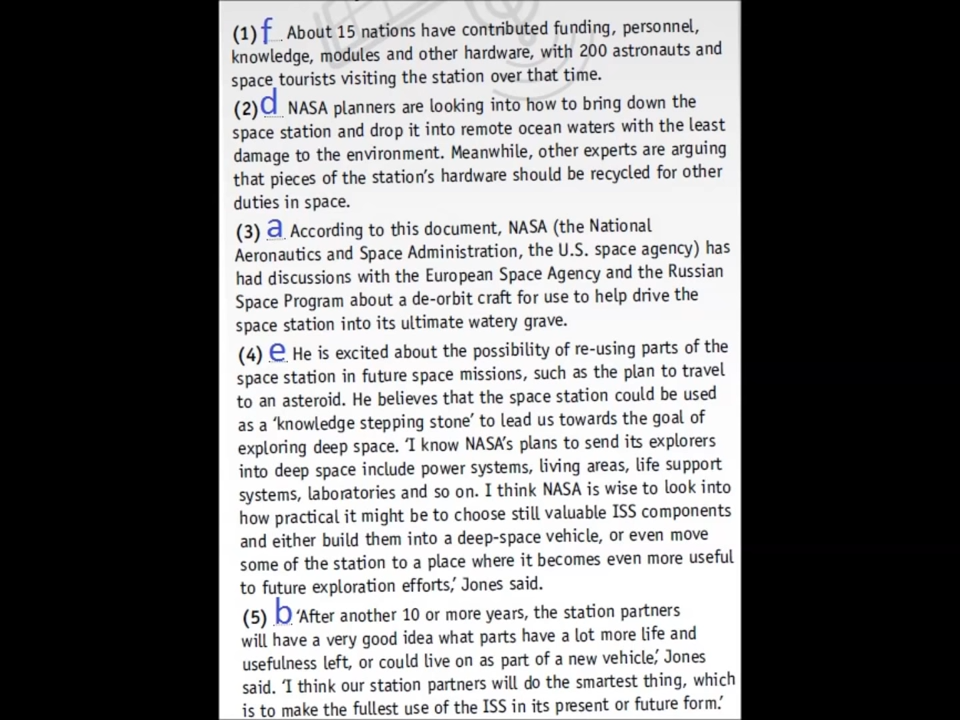 (1) f . About 15 nations have contributed funding, personnel,
knowledge, modules and other hardware, with 200 astronauts and
space tourists visiting the station over that time.
(2) d NASA planners are looking into how to bring down the
space station and drop it into remote ocean waters with the least
damage to the environment. Meanwhile, other experts are arguing
that pieces of the station's hardware should be recycled for other
duties in space.
(3) a According to this document, NASA (the National
Aeronautics and Space Administration, the U.S. space agency) has
had discussions with the European Space Agency and the Russian
Space Program about a de-orbit craft for use to help drive the
space station into its ultimate watery grave.
(4) e He is excited about the possibility of re-using parts of the
space station in future space missions, such as the plan to travel
to an asteroid. He believes that the space station could be used
as a 'knowledge stepping stone' to lead us towards the goal of
exploring deep space. 'I know NASA's plans to send its explorers
into deep space include power systems, living areas, life support
systems, laboratories and so on. I think NASA is wise to look into
how practical it might be to choose still valuable ISS components
and either build them into a deep-space vehicle, or even move
some of the station to a place where it becomes even more useful
to future exploration efforts,' Jones said.
(5) b 'After another 10 or more years, the station partners
will have a very good idea what parts have a lot more life and
usefulness left, or could live on as part of a new vehicle,' Jones
said. 'I think our station partners will do the smartest thing, which
is to make the fullest use of the ISS in its present or future form.'